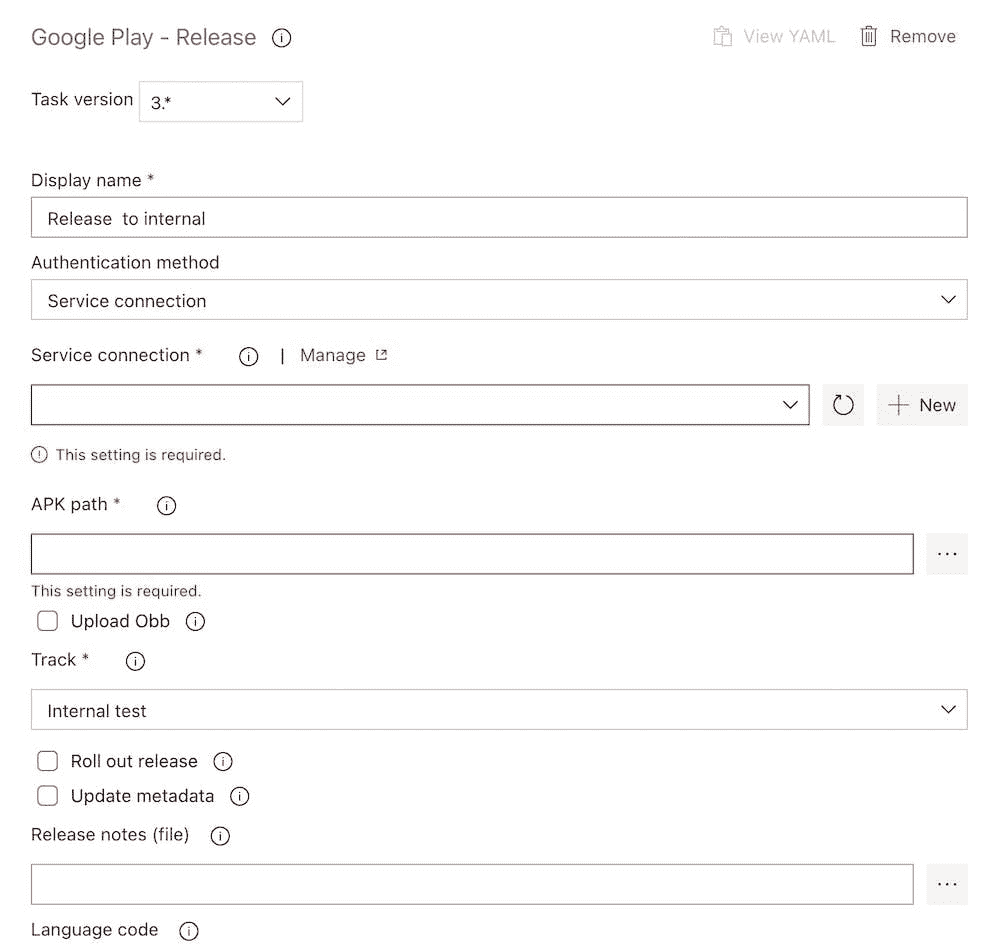 Google Play - Release
View YAML
Remove
Task version
3.*
Display name *
Release to internal
Authentication method
Service connection
Service connection * | Manage
New
This setting is required.
APK path *
...
This setting is required.
Upload Obb
Track *
Internal test
Roll out release
Update metadata
Release notes (file)
...
Language code